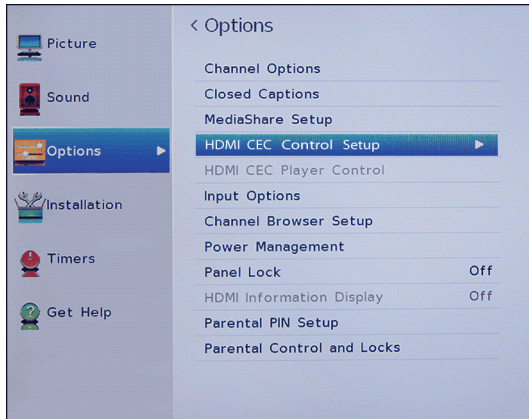 Picture
Sound
Options
Installation
Timers
Get Help
< Options
Channel Options
Closed Captions
MediaShare Setup
HDMI CEC Control Setup
HDMI CEC Player Control
Input Options
Channel Browser Setup
Power Management
Panel Lock Off
HDMI Information Display Off
Parental PIN Setup
Parental Control and Locks